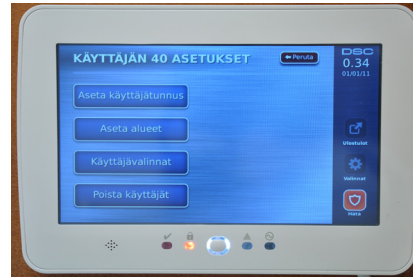 KÄYTTÄJÄN 40 ASETUKSET
Peruta
DSC
0.34
01/01/11
Aseta käyttäjätunnus
Aseta alueet
Käyttäjävalinnat
Poista käyttäjät
Ulostulot
Valinnat
Hätä